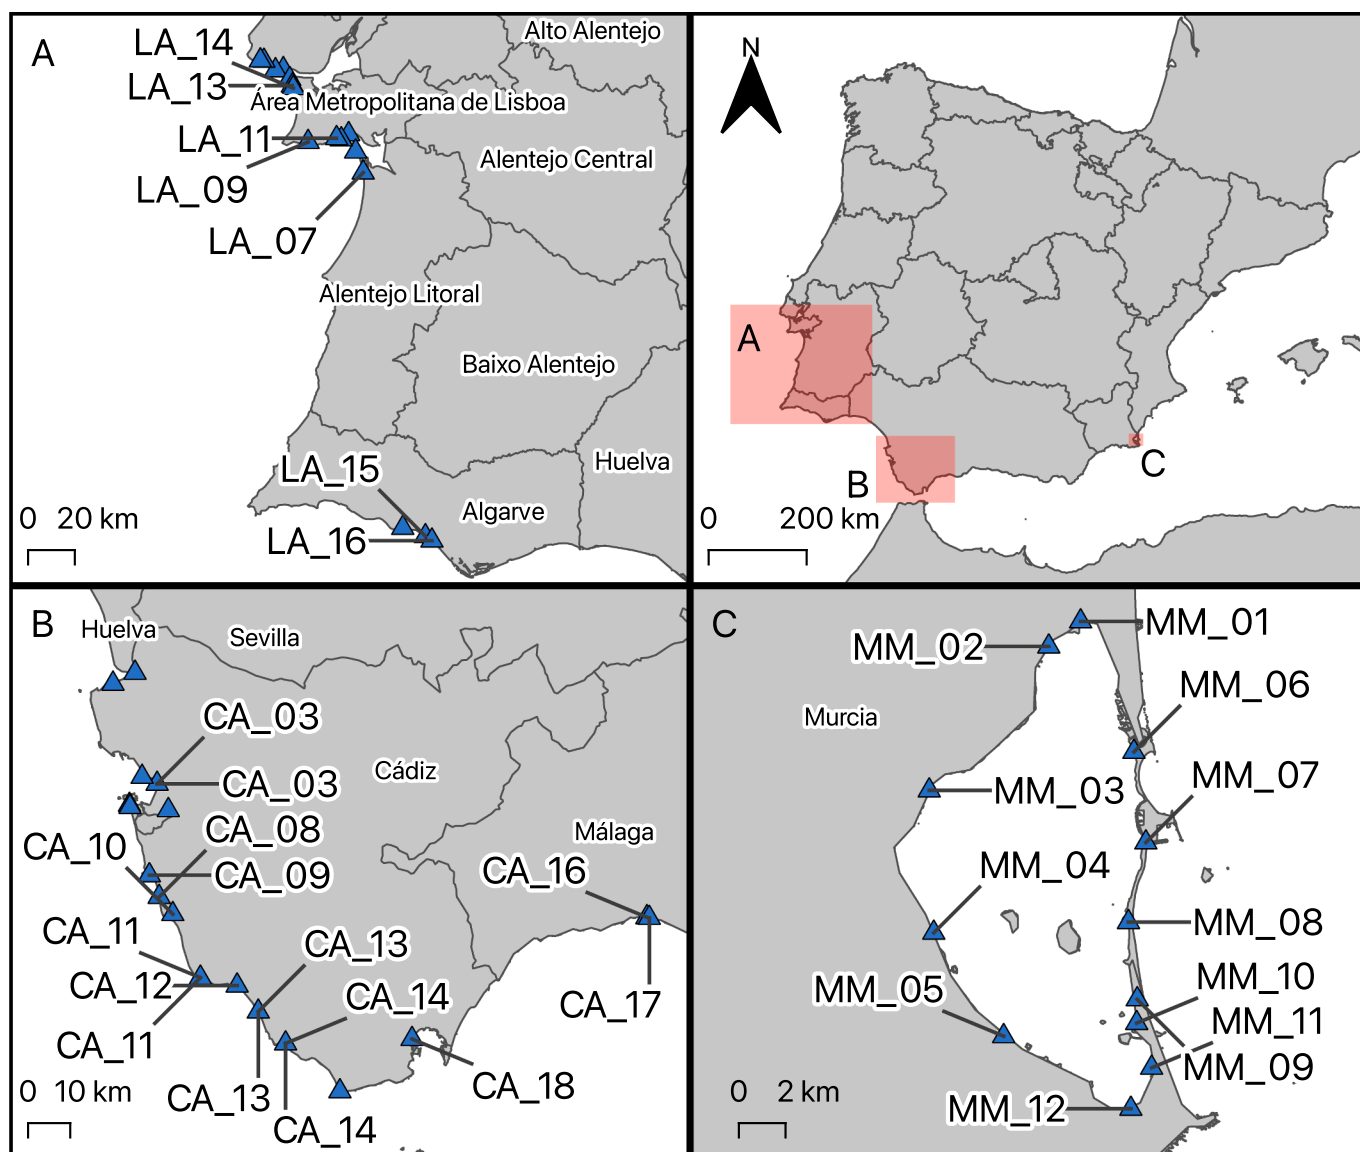 A
LA_14
LA_13
Alto Alentejo
Área Metropolitana de Lisboa
LA_11
LA_09
Alentejo Central
LA_07
Alentejo Litoral
Baixo Alentejo
LA_15
Huelva
LA_16
Algarve
0 20 km
N
A
B
C
0 200 km
B
Huelva
Sevilla
CA_03
CA_03
Cádiz
CA_08
CA_10
CA_09
Málaga
CA_16
CA_11
CA_12
CA_13
CA_14
CA_17
CA_11
CA_13
CA_14
CA_18
0 10 km
C
MM_01
MM_02
MM_06
Murcia
MM_07
MM_03
MM_04
MM_08
MM_05
MM_10
MM_11
MM_09
MM_12
0 2 km